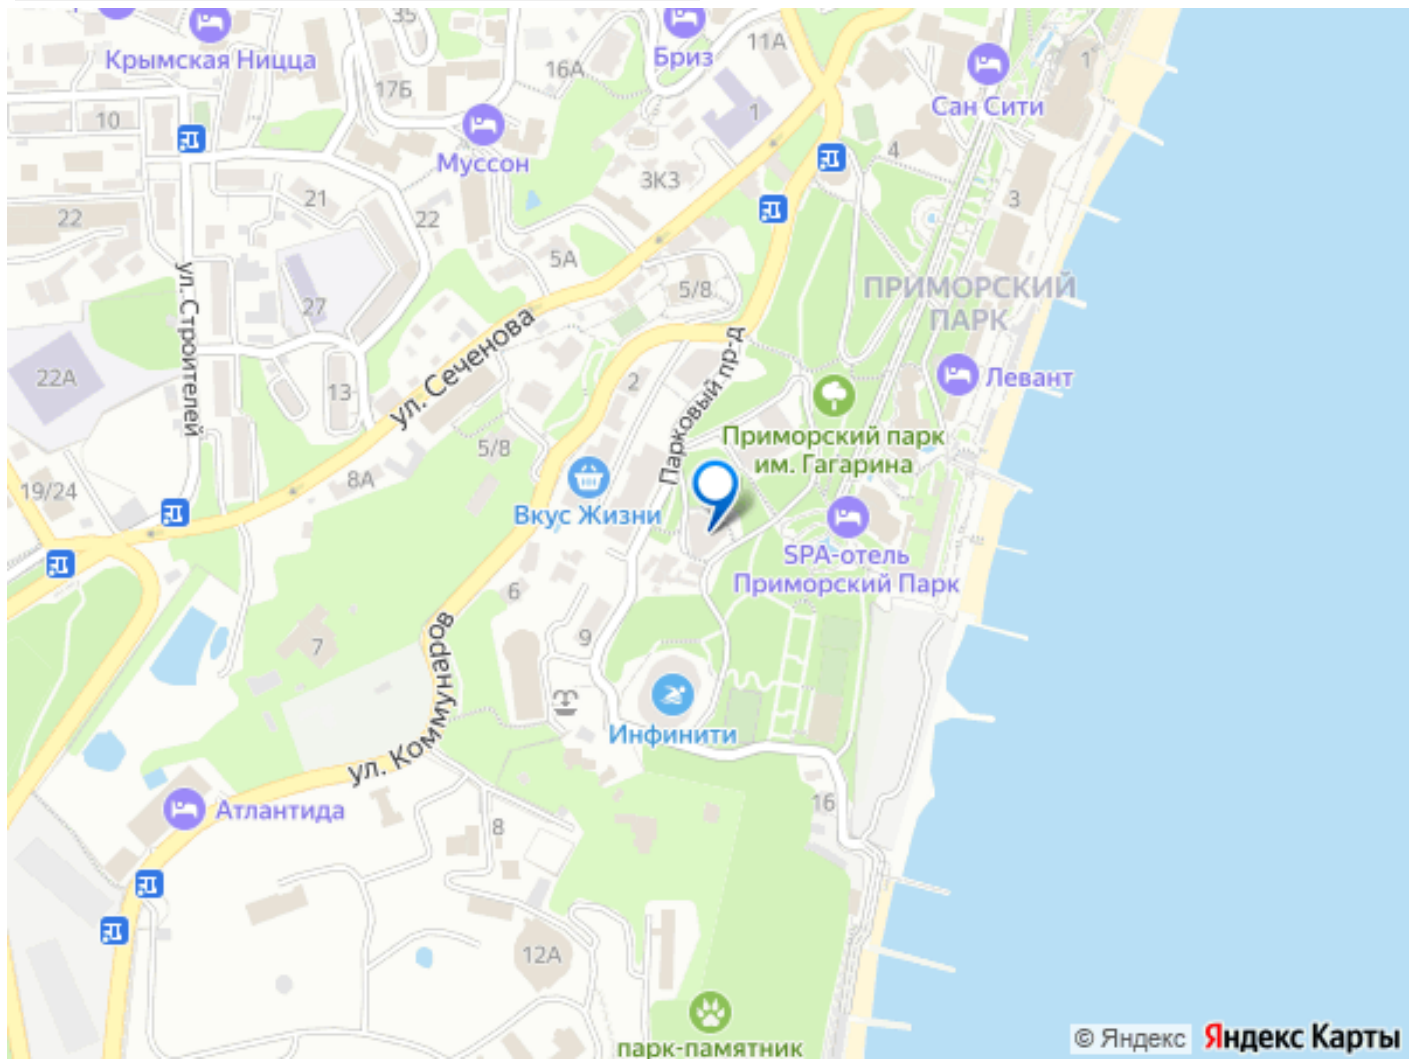 35
Крымская Ницца
Бриз
11А
1
16А
17Б
Сан Сити
10
1
Муссон
4
3К3
21
3
22
22
5А
ул. Строителей
5/8
ПРИМОРСКИЙ
ПАРК
27
ул. Сеченова
Парковый пр-д
22А
13
2
Левант
Приморский парк
им. Гагарина
5/8
8А
19/24
Вкус Жизни
SPA-отель
Приморский Парк
6
9
7
ул. Коммунаров
Инфинити
16
Атлантида
8
12А
парк-памятник
© Яндекс
Яндекс Карты